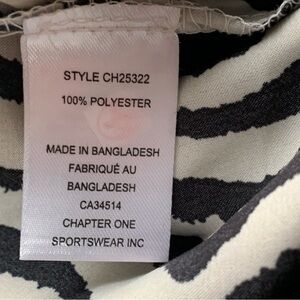 STYLE CH25322
100% POLYESTER
MADE IN BANGLADESH
FABRIQUÉ AU
BANGLADESH
CA34514
CHAPTER ONE
SPORTSWEAR INC